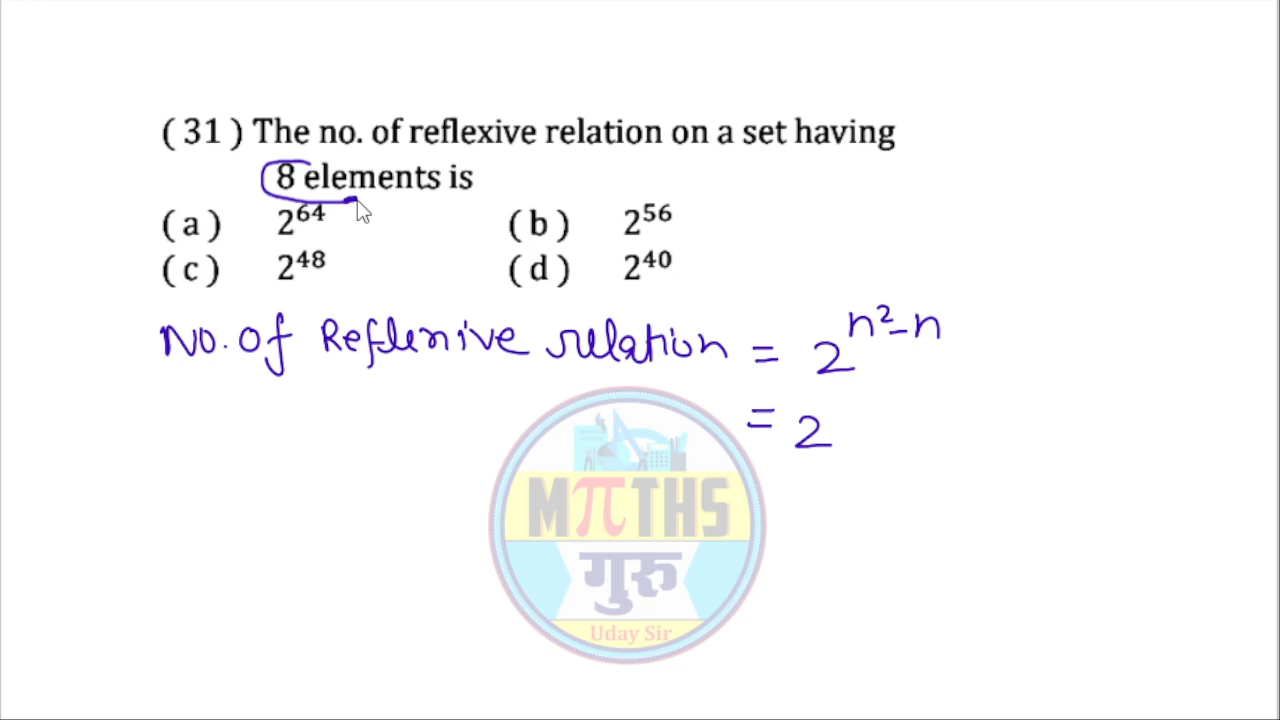 ( 31 ) The no. of reflexive relation on a set having
8 elements is
( a ) 2^64 ( b ) 2^56
( c ) 2^48 ( d ) 2^40
No. of Reflexive relation = 2^n²-n
= 2
MπTHS
गुरु
Uday Sir